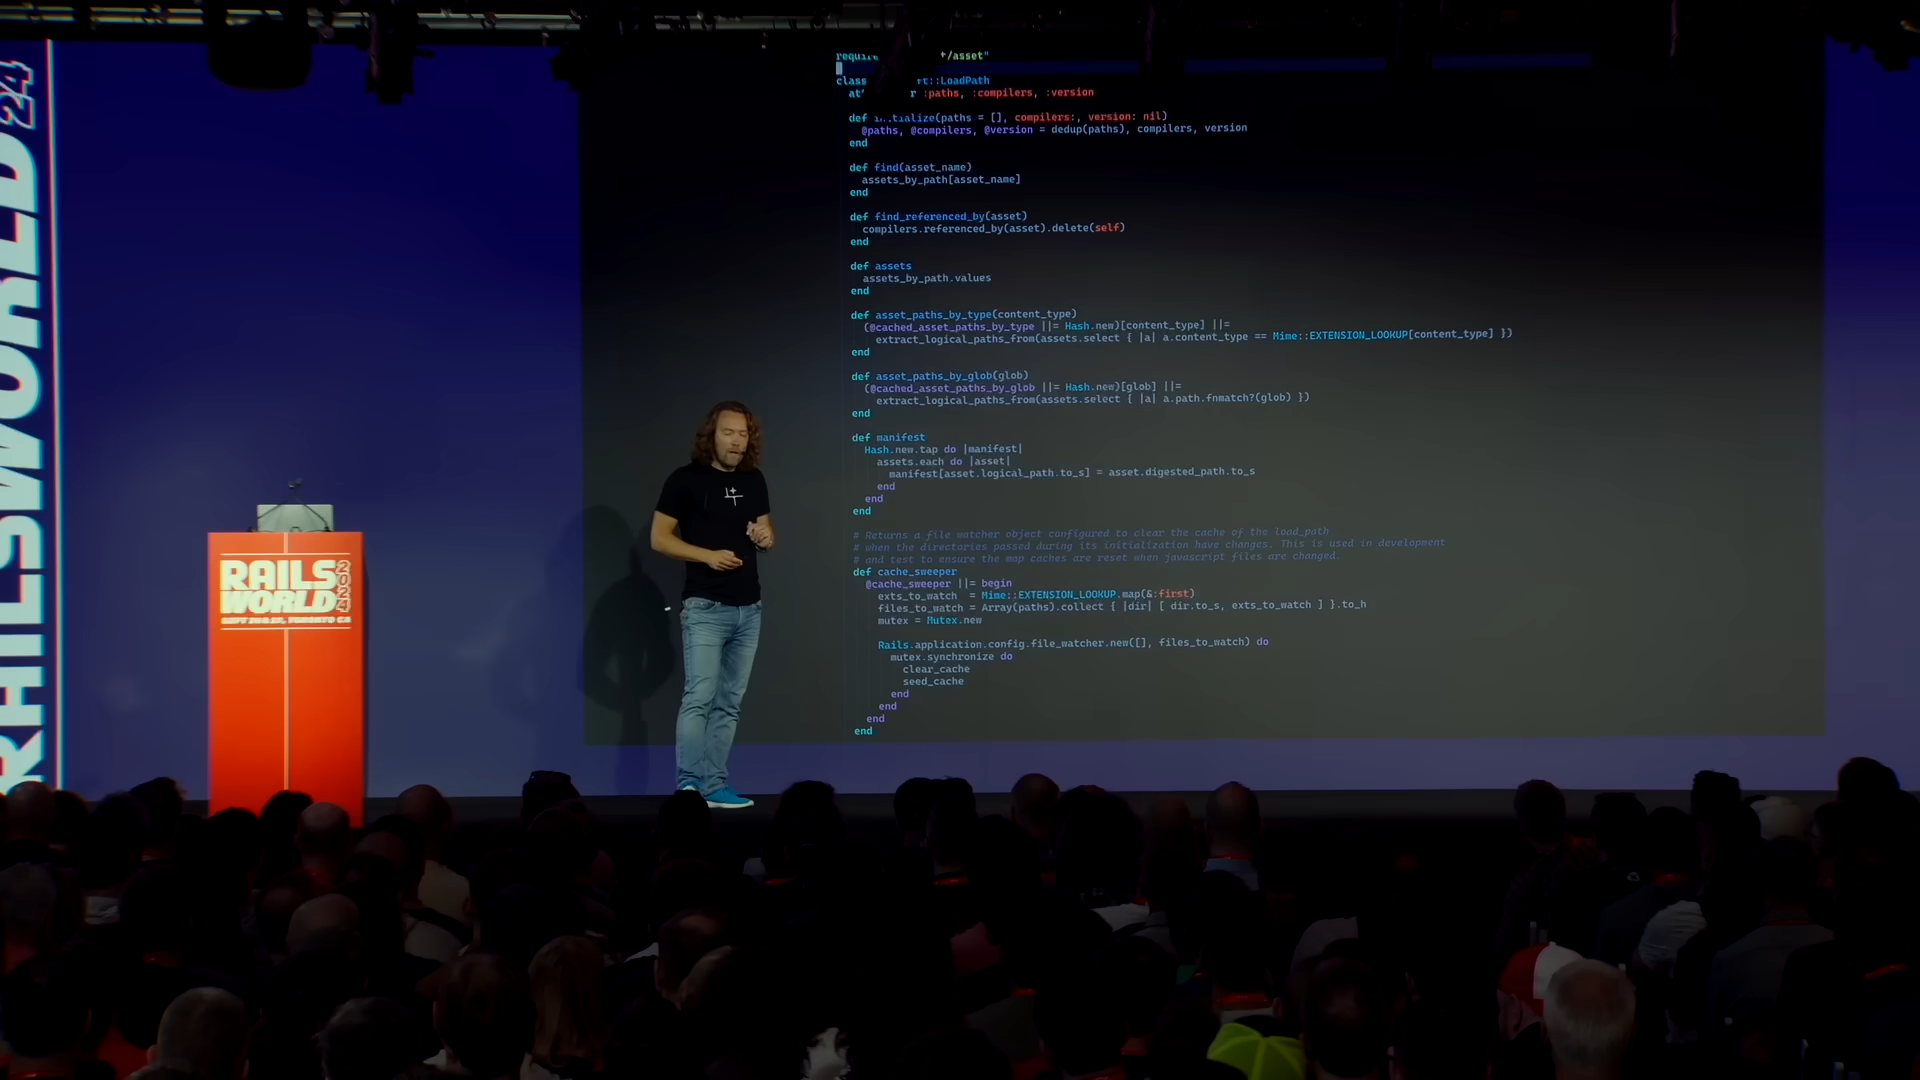 RAILSWORLD 24
RAILS
WORLD
2024
SEPT 26 & 27, TORONTO CA
/asset"
class ::LoadPath
:paths, :compilers, :version
def initialize(paths = [], compilers:, version: nil)
@paths, @compilers, @version = dedup(paths), compilers, version
end
def find(asset_name)
assets_by_path[asset_name]
end
def find_referenced_by(asset)
compilers.referenced_by(asset).delete(self)
end
def assets
assets_by_path.values
end
def asset_paths_by_type(content_type)
(@cached_asset_paths_by_type ||= Hash.new)[content_type] ||=
extract_logical_paths_from(assets.select { |a| a.content_type == Mime::EXTENSION_LOOKUP[content_type] })
end
def asset_paths_by_glob(glob)
(@cached_asset_paths_by_glob ||= Hash.new)[glob] ||=
extract_logical_paths_from(assets.select { |a| a.path.fnmatch?(glob) })
end
def manifest
Hash.new.tap do |manifest|
assets.each do |asset|
manifest[asset.logical_path.to_s] = asset.digested_path.to_s
end
end
end
# Returns a file watcher object configured to clear the cache of the load_path
# when the directories passed during its initialization have changes. This is used in development
# and test to ensure the map caches are reset when javascript files are changed.
def cache_sweeper
@cache_sweeper ||= begin
exts_to_watch = Mime::EXTENSION_LOOKUP.map(&:first)
files_to_watch = Array(paths).collect { |dir| [ dir.to_s, exts_to_watch ] }.to_h
mutex = Mutex.new
Rails.application.config.file_watcher.new([], files_to_watch) do
mutex.synchronize do
clear_cache
seed_cache
end
end
end
end